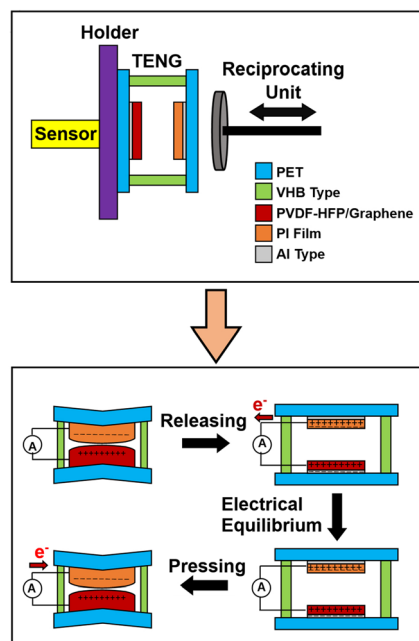 Holder
TENG
Reciprocating
Unit
Sensor
PET
VHB Type
PVDF-HFP/Graphene
PI Film
Al Type
Releasing
e-
A
A
Electrical
Equilibrium
e-
Pressing
A
A